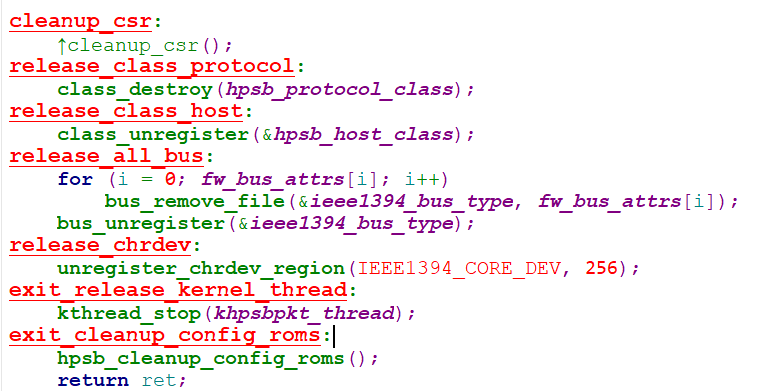 cleanup_csr:
    ↑cleanup_csr();
release_class_protocol:
    class_destroy(hpsb_protocol_class);
release_class_host:
    class_unregister(&hpsb_host_class);
release_all_bus:
    for (i = 0; fw_bus_attrs[i]; i++)
        bus_remove_file(&ieee1394_bus_type, fw_bus_attrs[i]);
    bus_unregister(&ieee1394_bus_type);
release_chrdev:
    unregister_chrdev_region(IEEE1394_CORE_DEV, 256);
exit_release_kernel_thread:
    kthread_stop(khpsbpkt_thread);
exit_cleanup_config_roms:
    hpsb_cleanup_config_roms();
    return ret;